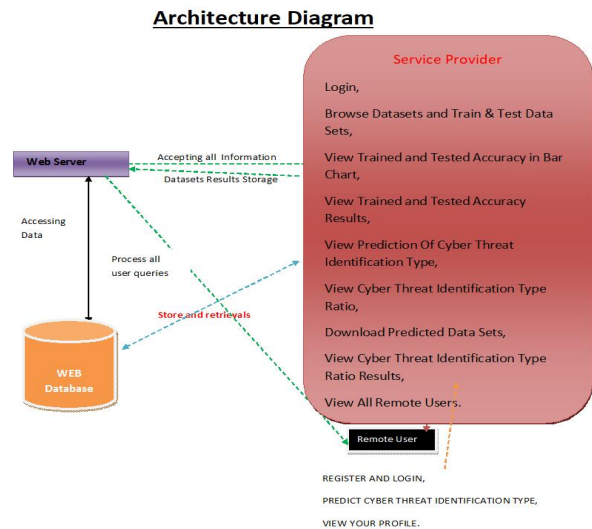 Architecture Diagram
Service Provider
Login,
Browse Datasets and Train & Test Data
Sets,
View Trained and Tested Accuracy in Bar
Chart,
View Trained and Tested Accuracy
Results,
View Prediction Of Cyber Threat
Identification Type,
View Cyber Threat Identification Type
Ratio,
Download Predicted Data Sets,
View Cyber Threat Identification Type
Ratio Results,
View All Remote Users.
Web Server
Accepting all Information
Datasets Results Storage
Accessing
Data
Process all
user queries
Store and retrievals
WEB
Database
Remote User
REGISTER AND LOGIN,
PREDICT CYBER THREAT IDENTIFICATION TYPE,
VIEW YOUR PROFILE.